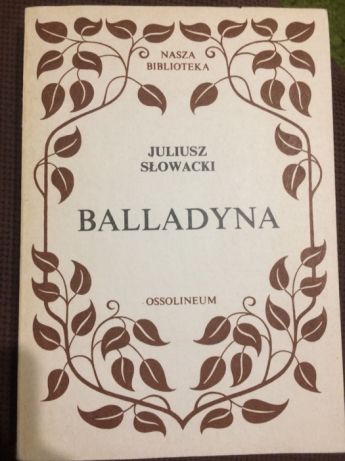 NASZA
BIBLIOTEKA
JULIUSZ
SŁOWACKI
BALLADYNA
OSSOLINEUM